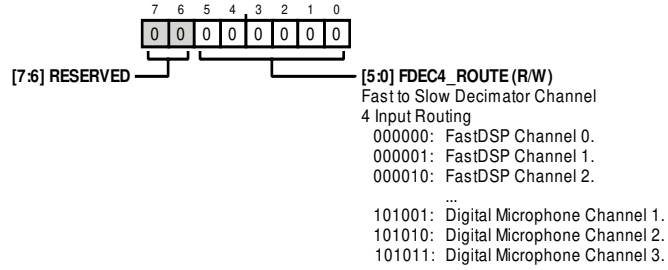 7 6 5 4 3 2 1 0
0 0 0 0 0 0 0 0
[7:6] RESERVED
[5:0] FDEC4_ROUTE (R/W)
Fast to Slow Decimator Channel
4 Input Routing
000000: FastDSP Channel 0.
000001: FastDSP Channel 1.
000010: FastDSP Channel 2.
...
101001: Digital Microphone Channel 1.
101010: Digital Microphone Channel 2.
101011: Digital Microphone Channel 3.